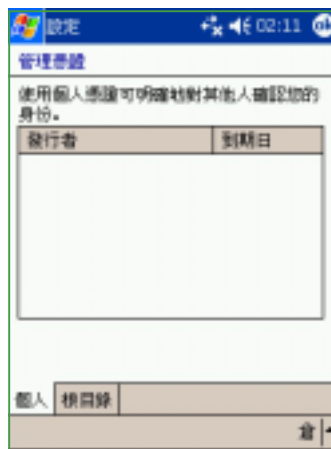 設定 02:11 ok
管理憑證
使用個人憑證可明確地對其他人確認您的
身份。
發行者 到期日
個人 根目錄
倉